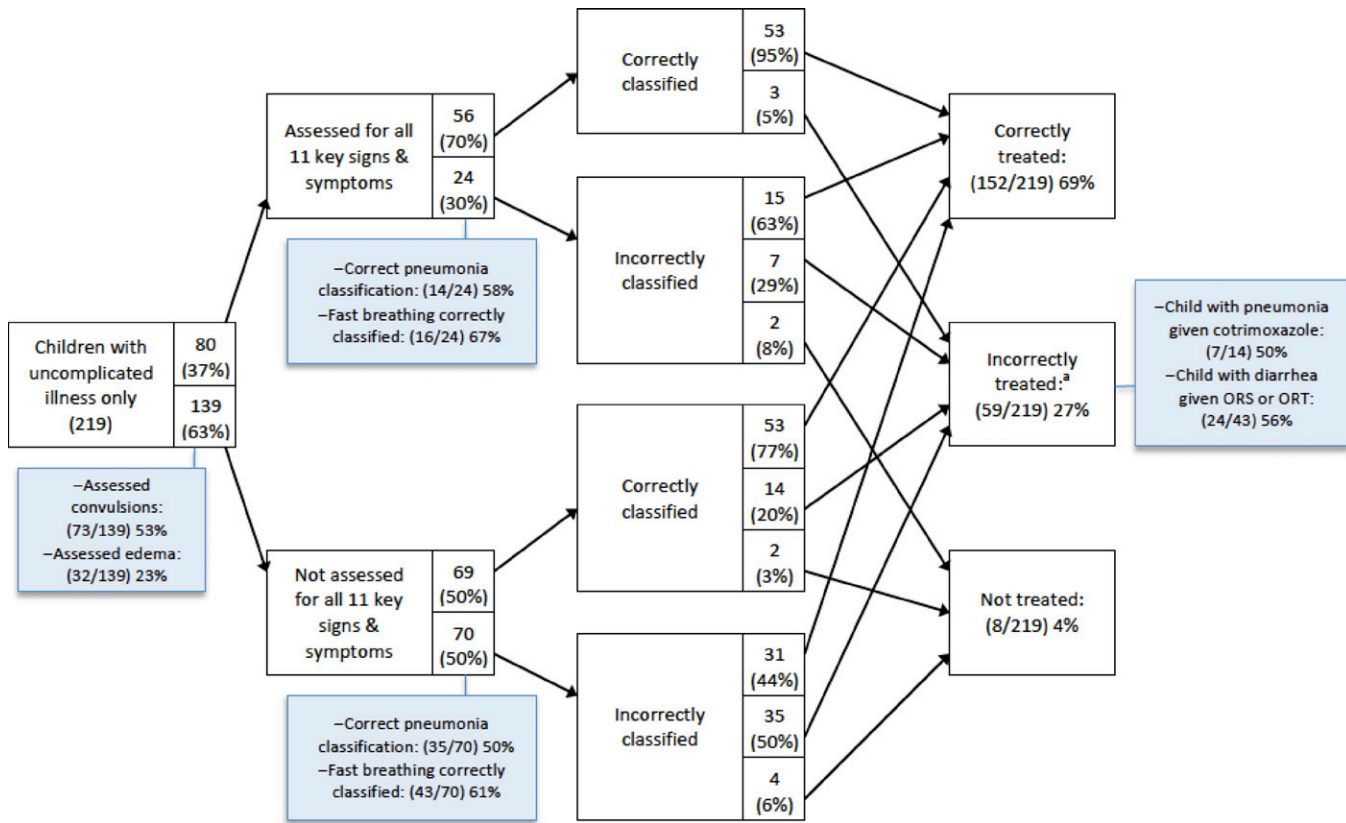 Children with
uncomplicated
illness only
(219)
80
(37%)
139
(63%)
–Assessed
convulsions:
(73/139) 53%
–Assessed edema:
(32/139) 23%
Assessed for all
11 key signs &
symptoms
56
(70%)
24
(30%)
–Correct pneumonia
classification: (14/24) 58%
–Fast breathing correctly
classified: (16/24) 67%
Not assessed
for all 11 key
signs &
symptoms
69
(50%)
70
(50%)
–Correct pneumonia
classification: (35/70) 50%
–Fast breathing correctly
classified: (43/70) 61%
Correctly
classified
53
(95%)
3
(5%)
Incorrectly
classified
15
(63%)
7
(29%)
2
(8%)
Correctly
classified
53
(77%)
14
(20%)
2
(3%)
Incorrectly
classified
31
(44%)
35
(50%)
4
(6%)
Correctly
treated:
(152/219) 69%
Incorrectly
treated:a
(59/219) 27%
Not treated:
(8/219) 4%
–Child with pneumonia
given cotrimoxazole:
(7/14) 50%
–Child with diarrhea
given ORS or ORT:
(24/43) 56%